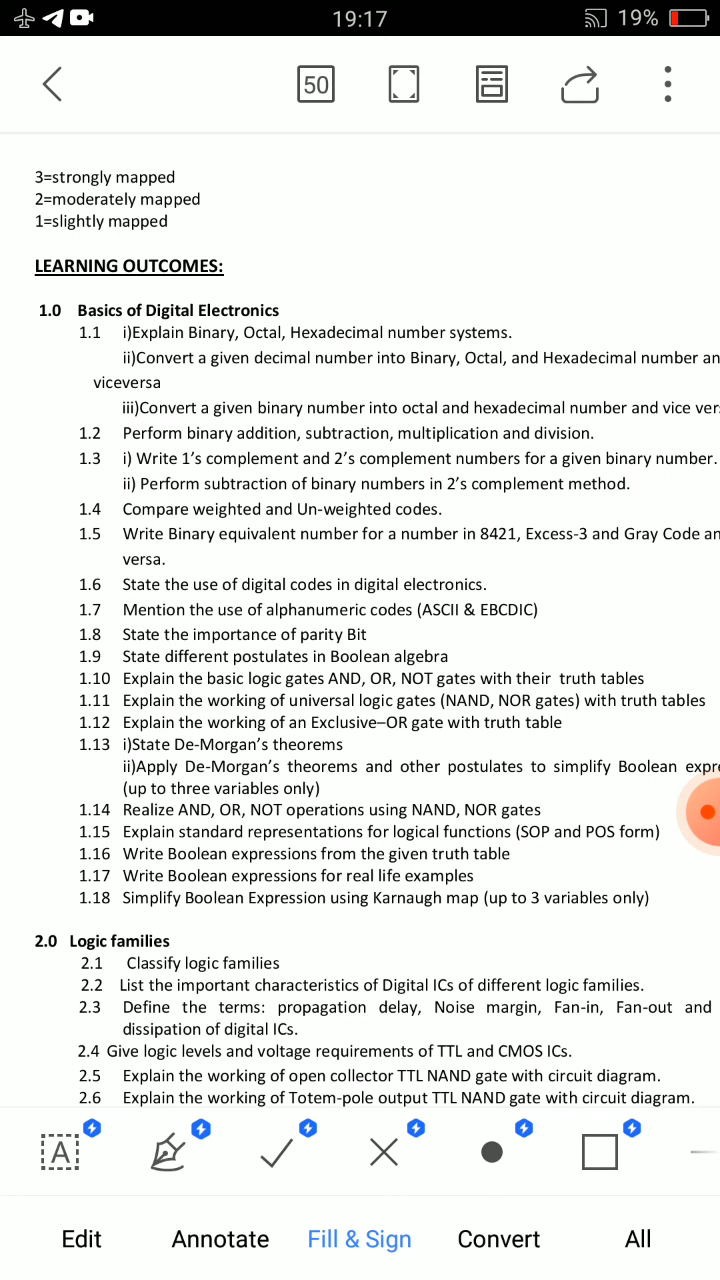 19:17
19%
50
3=strongly mapped
2=moderately mapped
1=slightly mapped
LEARNING OUTCOMES:
1.0 Basics of Digital Electronics
1.1 i)Explain Binary, Octal, Hexadecimal number systems.
ii)Convert a given decimal number into Binary, Octal, and Hexadecimal number an
viceversa
iii)Convert a given binary number into octal and hexadecimal number and vice ver
1.2 Perform binary addition, subtraction, multiplication and division.
1.3 i) Write 1’s complement and 2’s complement numbers for a given binary number.
ii) Perform subtraction of binary numbers in 2’s complement method.
1.4 Compare weighted and Un-weighted codes.
1.5 Write Binary equivalent number for a number in 8421, Excess-3 and Gray Code an
versa.
1.6 State the use of digital codes in digital electronics.
1.7 Mention the use of alphanumeric codes (ASCII & EBCDIC)
1.8 State the importance of parity Bit
1.9 State different postulates in Boolean algebra
1.10 Explain the basic logic gates AND, OR, NOT gates with their truth tables
1.11 Explain the working of universal logic gates (NAND, NOR gates) with truth tables
1.12 Explain the working of an Exclusive–OR gate with truth table
1.13 i)State De-Morgan’s theorems
ii)Apply De-Morgan’s theorems and other postulates to simplify Boolean expre
(up to three variables only)
1.14 Realize AND, OR, NOT operations using NAND, NOR gates
1.15 Explain standard representations for logical functions (SOP and POS form)
1.16 Write Boolean expressions from the given truth table
1.17 Write Boolean expressions for real life examples
1.18 Simplify Boolean Expression using Karnaugh map (up to 3 variables only)
2.0 Logic families
2.1 Classify logic families
2.2 List the important characteristics of Digital ICs of different logic families.
2.3 Define the terms: propagation delay, Noise margin, Fan-in, Fan-out and
dissipation of digital ICs.
2.4 Give logic levels and voltage requirements of TTL and CMOS ICs.
2.5 Explain the working of open collector TTL NAND gate with circuit diagram.
2.6 Explain the working of Totem-pole output TTL NAND gate with circuit diagram.
A
Edit Annotate Fill & Sign Convert All